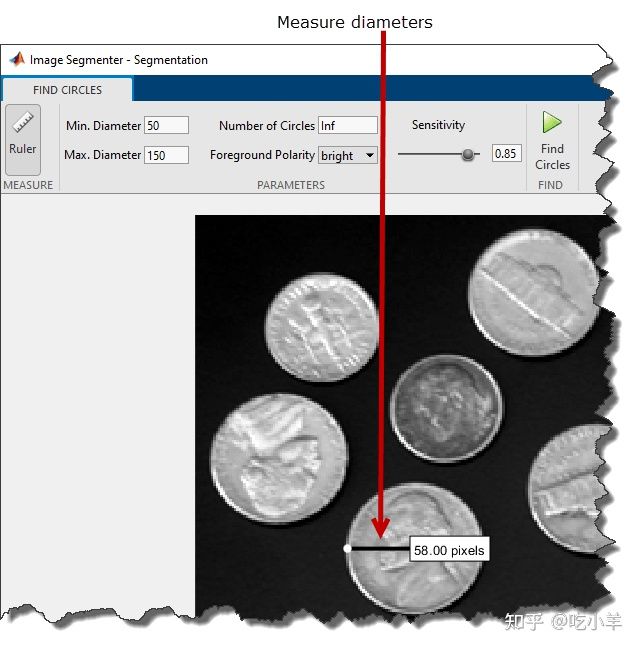 Measure diameters
Image Segmenter - Segmentation
FIND CIRCLES
Ruler
MEASURE
Min. Diameter 50
Max. Diameter 150
Number of Circles Inf
Foreground Polarity bright
Sensitivity
0.85
PARAMETERS
Find
Circles
FIND
58.00 pixels
知乎 @吃小羊